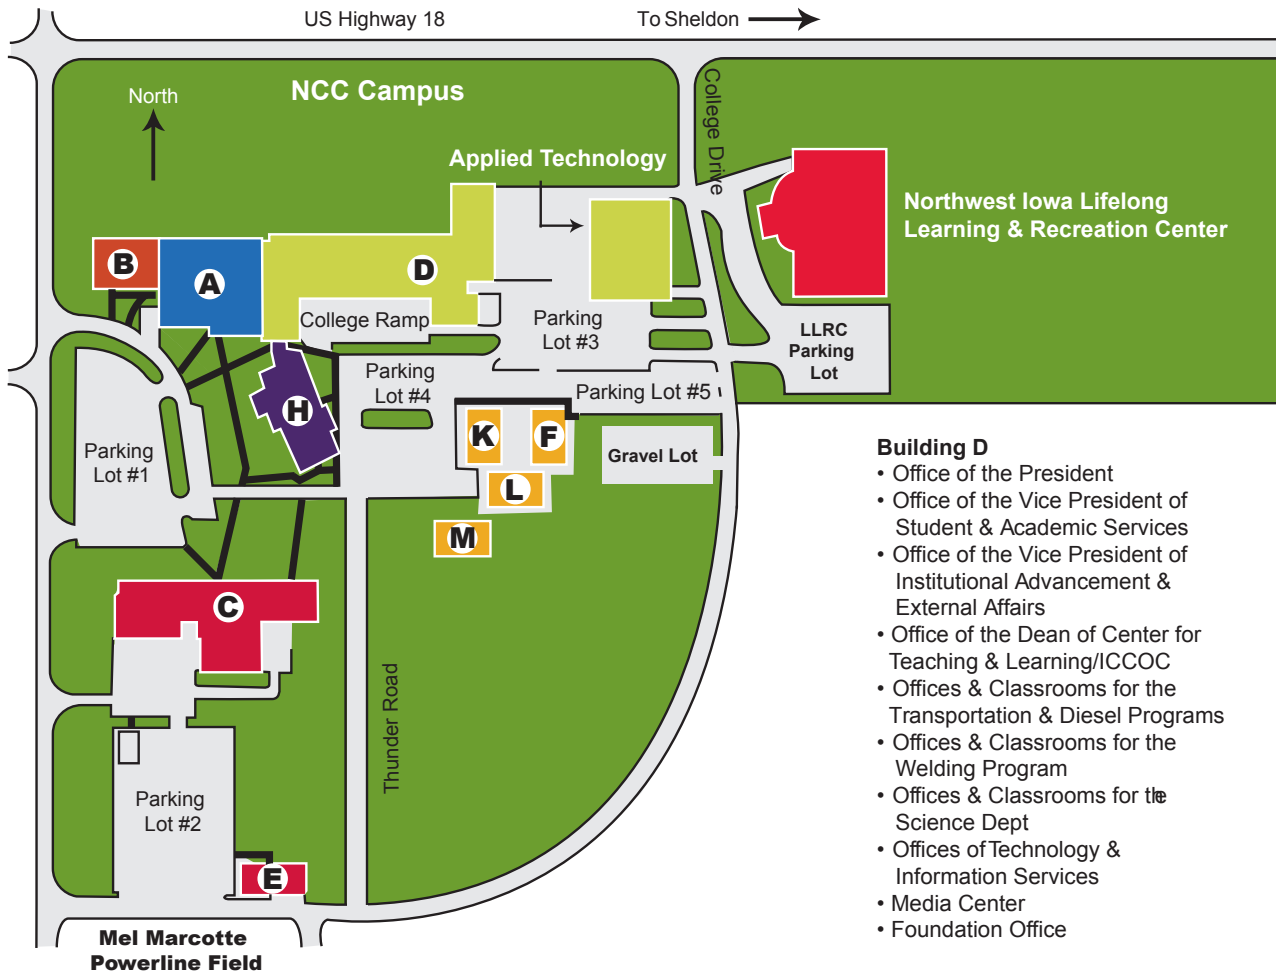 US Highway 18
To Sheldon
North
NCC Campus
College Drive
Applied Technology
Northwest Iowa Lifelong
Learning & Recreation Center
B
A
D
College Ramp
Parking
Lot #3
LLRC
Parking
Lot
Parking
Lot #4
Parking Lot #5
H
K
F
Parking
Lot #1
Gravel Lot
L
M
C
Thunder Road
Parking
Lot #2
E
Mel Marcotte
Powerline Field
Building D
• Office of the President
• Office of the Vice President of
Student & Academic Services
• Office of the Vice President of
Institutional Advancement &
External Affairs
• Office of the Dean of Center for
Teaching & Learning/ICCOC
• Offices & Classrooms for the
Transportation & Diesel Programs
• Offices & Classrooms for the
Welding Program
• Offices & Classrooms for the
Science Dept
• Offices of Technology &
Information Services
• Media Center
• Foundation Office